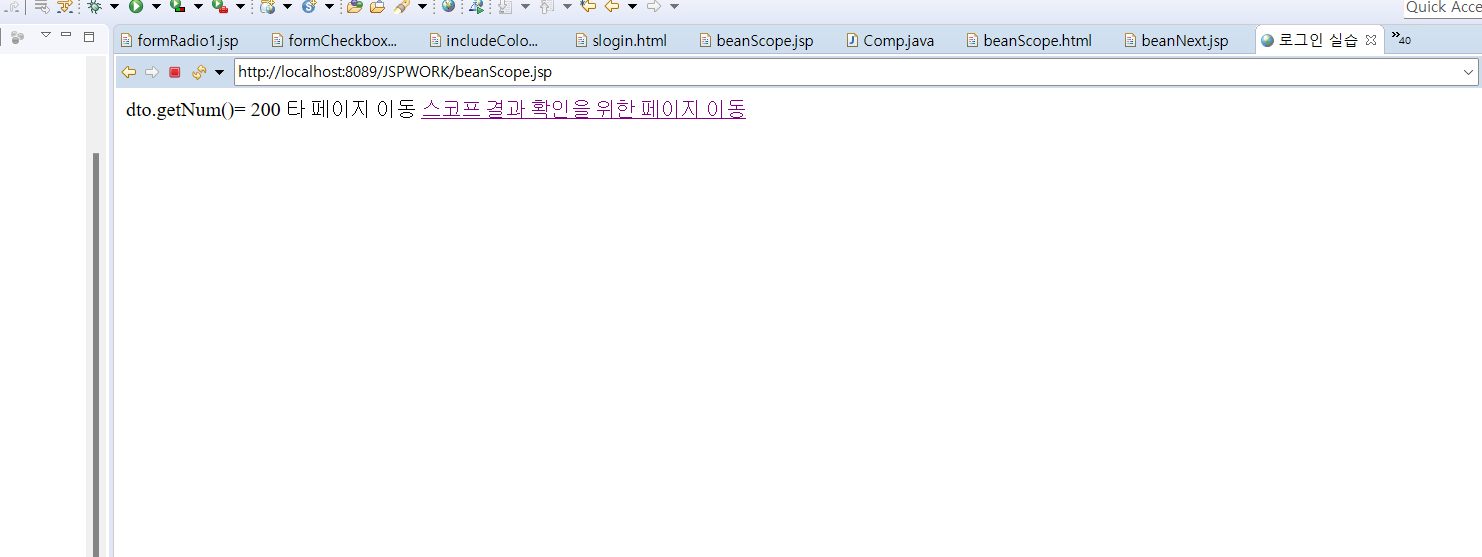 Quick Acce
formRadio1.jsp formCheckbox... includeColo... slogin.html beanScope.jsp Comp.java beanScope.html beanNext.jsp 로그인 실습 »40
http://localhost:8089/JSPWORK/beanScope.jsp
dto.getNum()= 200 타 페이지 이동 스코프 결과 확인을 위한 페이지 이동